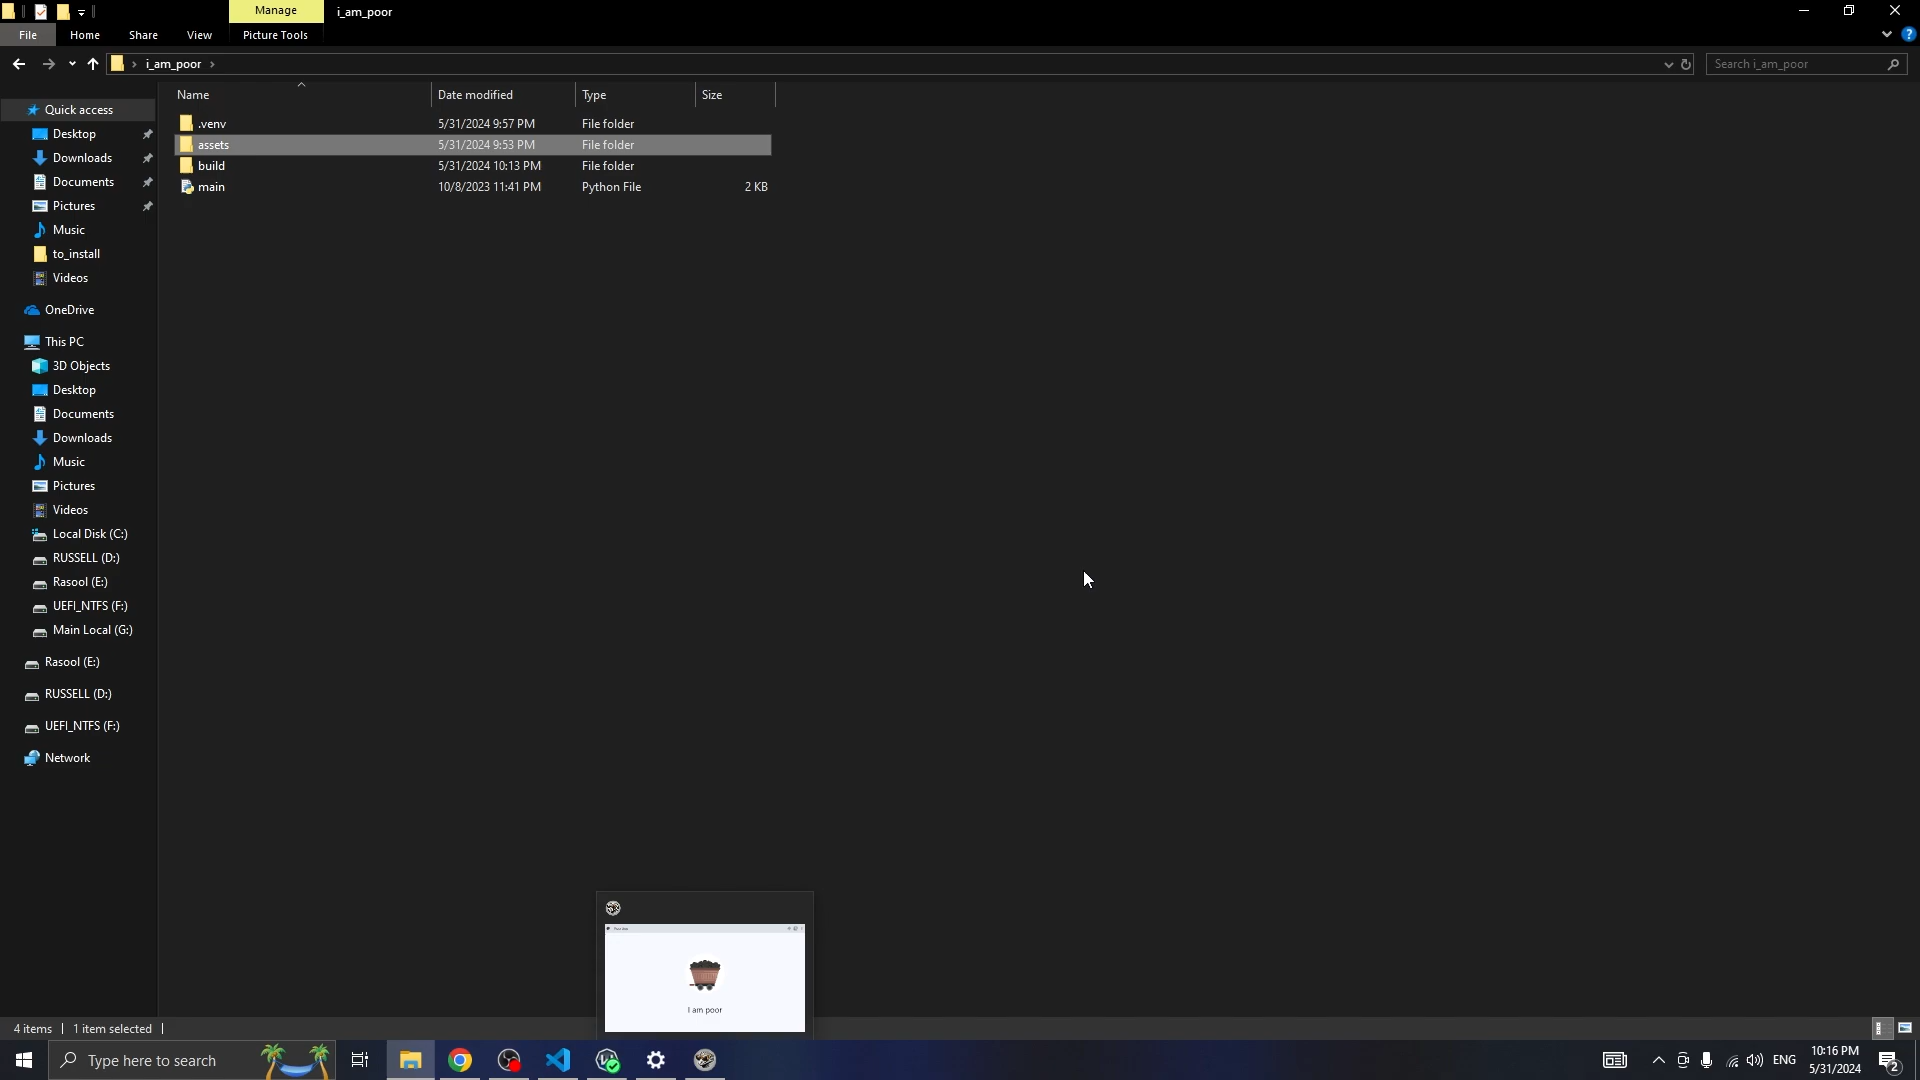 Manage
i_am_poor
File
Home
Share
View
Picture Tools
i_am_poor
Search i_am_poor
Name
Date modified
Type
Size
.venv
5/31/2024 9:57 PM
File folder
assets
5/31/2024 9:53 PM
File folder
build
5/31/2024 10:13 PM
File folder
main
10/8/2023 11:41 PM
Python File
2 KB
Quick access
Desktop
Downloads
Documents
Pictures
Music
to_install
Videos
OneDrive
This PC
3D Objects
Desktop
Documents
Downloads
Music
Pictures
Videos
Local Disk (C:)
RUSSELL (D:)
Rasool (E:)
UEFI_NTFS (F:)
Main Local (G:)
Rasool (E:)
RUSSELL (D:)
UEFI_NTFS (F:)
Network
I am poor
4 items
1 item selected
Type here to search
ENG
10:16 PM
5/31/2024
2